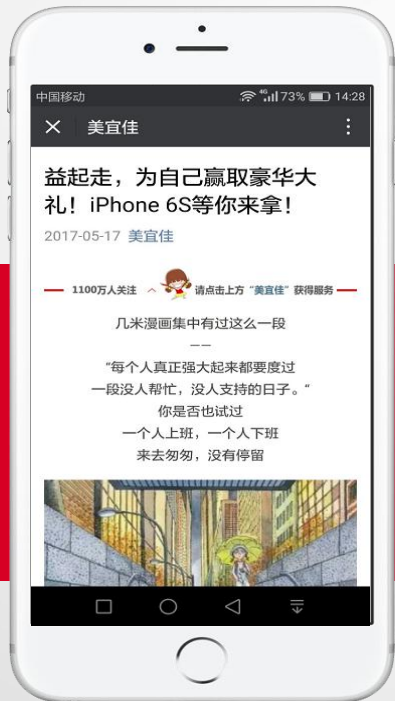 中国移动 4G 73% 14:28
美宜佳
益起走，为自己赢取豪华大
礼！iPhone 6S等你来拿！
2017-05-17 美宜佳
1100万人关注 请点击上方“美宜佳”获得服务
几米漫画集中有过这么一段
——
“每个人真正强大起来都要度过
一段没人帮忙，没人支持的日子。“
你是否也试过
一个人上班，一个人下班
来去匆匆，没有停留